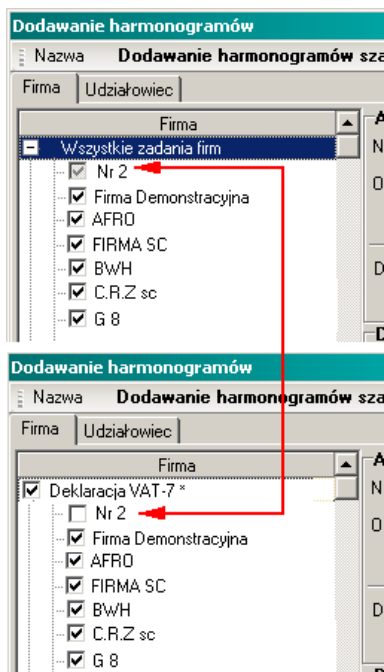 Dodawanie harmonogramów
Nazwa Dodawanie harmonogramów sza
Firma Udziałowiec
Firma
Wszystkie zadania firm
Nr 2
Firma Demonstracyjna
AFRO
FIRMA SC
BWH
C.R.Z sc
G 8
Dodawanie harmonogramów
Nazwa Dodawanie harmonogramów sza
Firma Udziałowiec
Firma
Deklaracja VAT-7 *
Nr 2
Firma Demonstracyjna
AFRO
FIRMA SC
BWH
C.R.Z sc
G 8